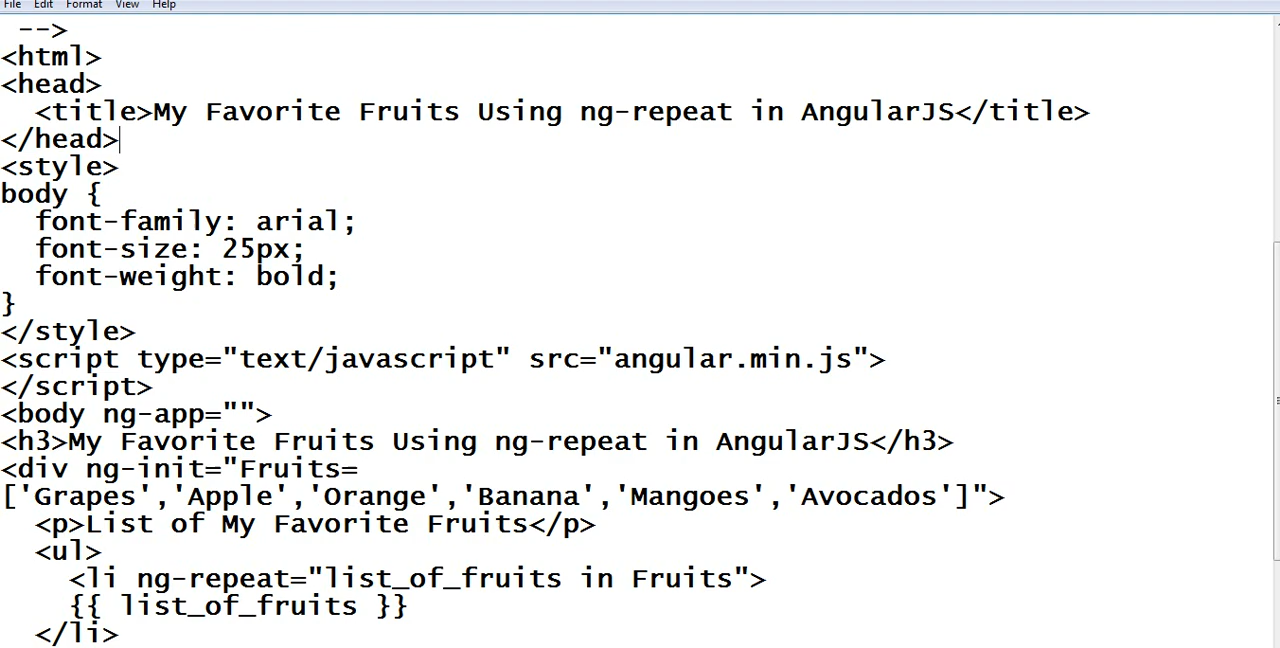 File Edit Format View Help
-->
<html>
<head>
<title>My Favorite Fruits Using ng-repeat in AngularJS</title>
</head>
<style>
body {
font-family: arial;
font-size: 25px;
font-weight: bold;
}
</style>
<script type="text/javascript" src="angular.min.js">
</script>
<body ng-app="">
<h3>My Favorite Fruits Using ng-repeat in AngularJS</h3>
<div ng-init="Fruits=
['Grapes','Apple','Orange','Banana','Mangoes','Avocados']">
<p>List of My Favorite Fruits</p>
<ul>
<li ng-repeat="list_of_fruits in Fruits">
{{ list_of_fruits }}
</li>